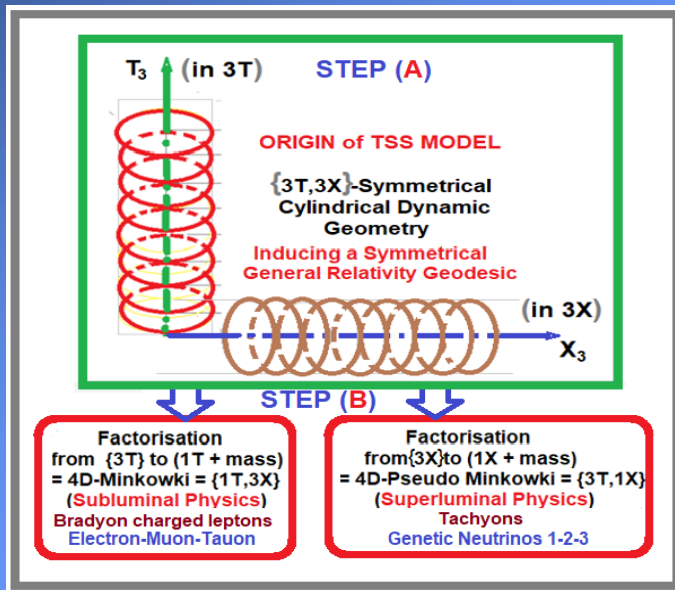 T3 (in 3T)
STEP (A)
ORIGIN of TSS MODEL
{3T,3X}-Symmetrical
Cylindrical Dynamic
Geometry
Inducing a Symmetrical
General Relativity Geodesic
(in 3X)
X3
STEP (B)
Factorisation
from {3T} to (1T + mass)
= 4D-Minkowki = {1T,3X}
(Subluminal Physics)
Bradyon charged leptons
Electron-Muon-Tauon
Factorisation
from{3X}to (1X + mass)
= 4D-Pseudo Minkowki = {3T,1X}
(Superluminal Physics)
Tachyons
Genetic Neutrinos 1-2-3